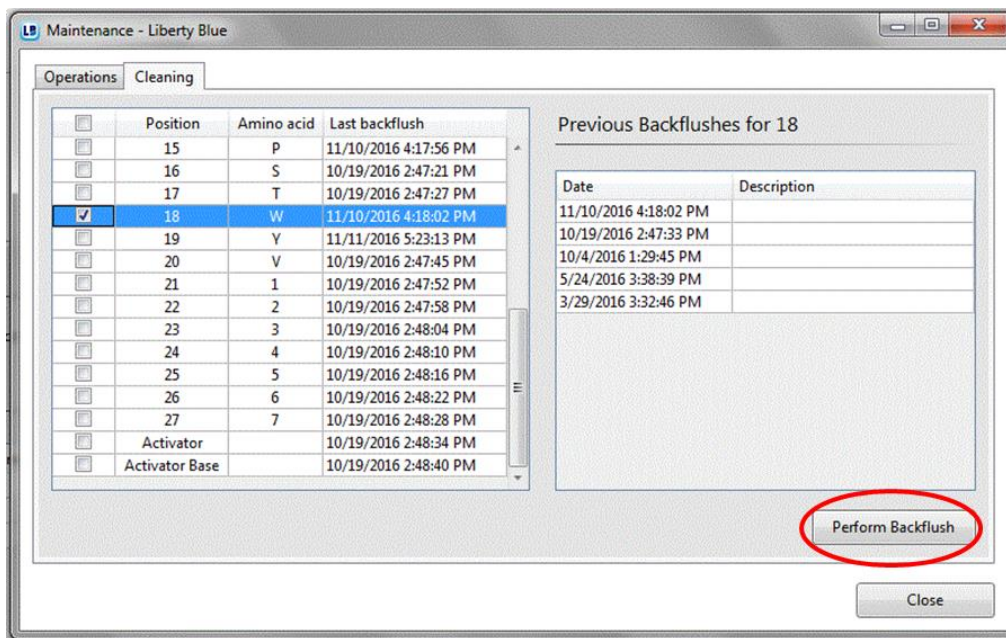 LB Maintenance - Liberty Blue
Operations Cleaning
Position Amino acid Last backflush
15 P 11/10/2016 4:17:56 PM
16 S 10/19/2016 2:47:21 PM
17 T 10/19/2016 2:47:27 PM
18 W 11/10/2016 4:18:02 PM
19 Y 11/11/2016 5:23:13 PM
20 V 10/19/2016 2:47:45 PM
21 1 10/19/2016 2:47:52 PM
22 2 10/19/2016 2:47:58 PM
23 3 10/19/2016 2:48:04 PM
24 4 10/19/2016 2:48:10 PM
25 5 10/19/2016 2:48:16 PM
26 6 10/19/2016 2:48:22 PM
27 7 10/19/2016 2:48:28 PM
Activator 10/19/2016 2:48:34 PM
Activator Base 10/19/2016 2:48:40 PM
Previous Backflushes for 18
Date Description
11/10/2016 4:18:02 PM
10/19/2016 2:47:33 PM
10/4/2016 1:29:45 PM
5/24/2016 3:38:39 PM
3/29/2016 3:32:46 PM
Perform Backflush
Close